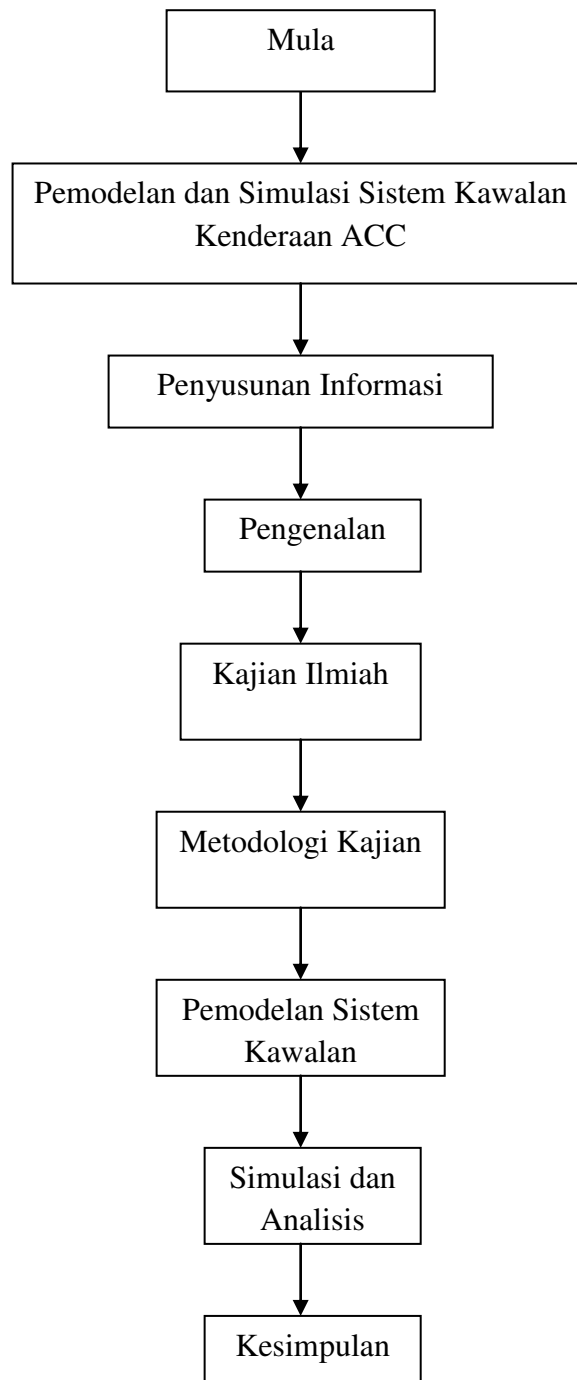 Mula
Pemodelan dan Simulasi Sistem Kawalan
Kenderaan ACC
Penyusunan Informasi
Pengenalan
Kajian Ilmiah
Metodologi Kajian
Pemodelan Sistem
Kawalan
Simulasi dan
Analisis
Kesimpulan